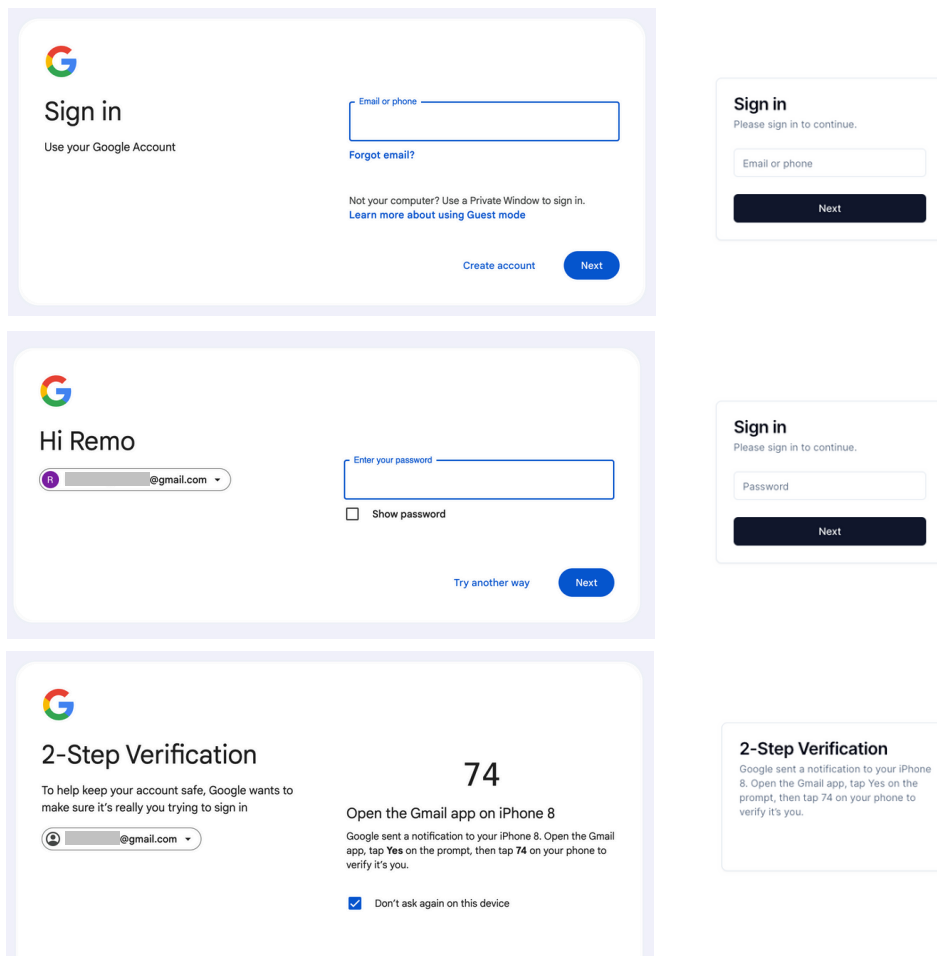 Sign in
Use your Google Account
Email or phone
Forgot email?
Not your computer? Use a Private Window to sign in.
Learn more about using Guest mode
Create account
Next
Sign in
Please sign in to continue.
Email or phone
Next
Hi Remo
R
@gmail.com
Enter your password
Show password
Try another way
Next
Sign in
Please sign in to continue.
Password
Next
2-Step Verification
To help keep your account safe, Google wants to
make sure it's really you trying to sign in
@gmail.com
74
Open the Gmail app on iPhone 8
Google sent a notification to your iPhone 8. Open the Gmail
app, tap Yes on the prompt, then tap 74 on your phone to
verify it's you.
Don't ask again on this device
2-Step Verification
Google sent a notification to your iPhone
8. Open the Gmail app, tap Yes on the
prompt, then tap 74 on your phone to
verify it's you.